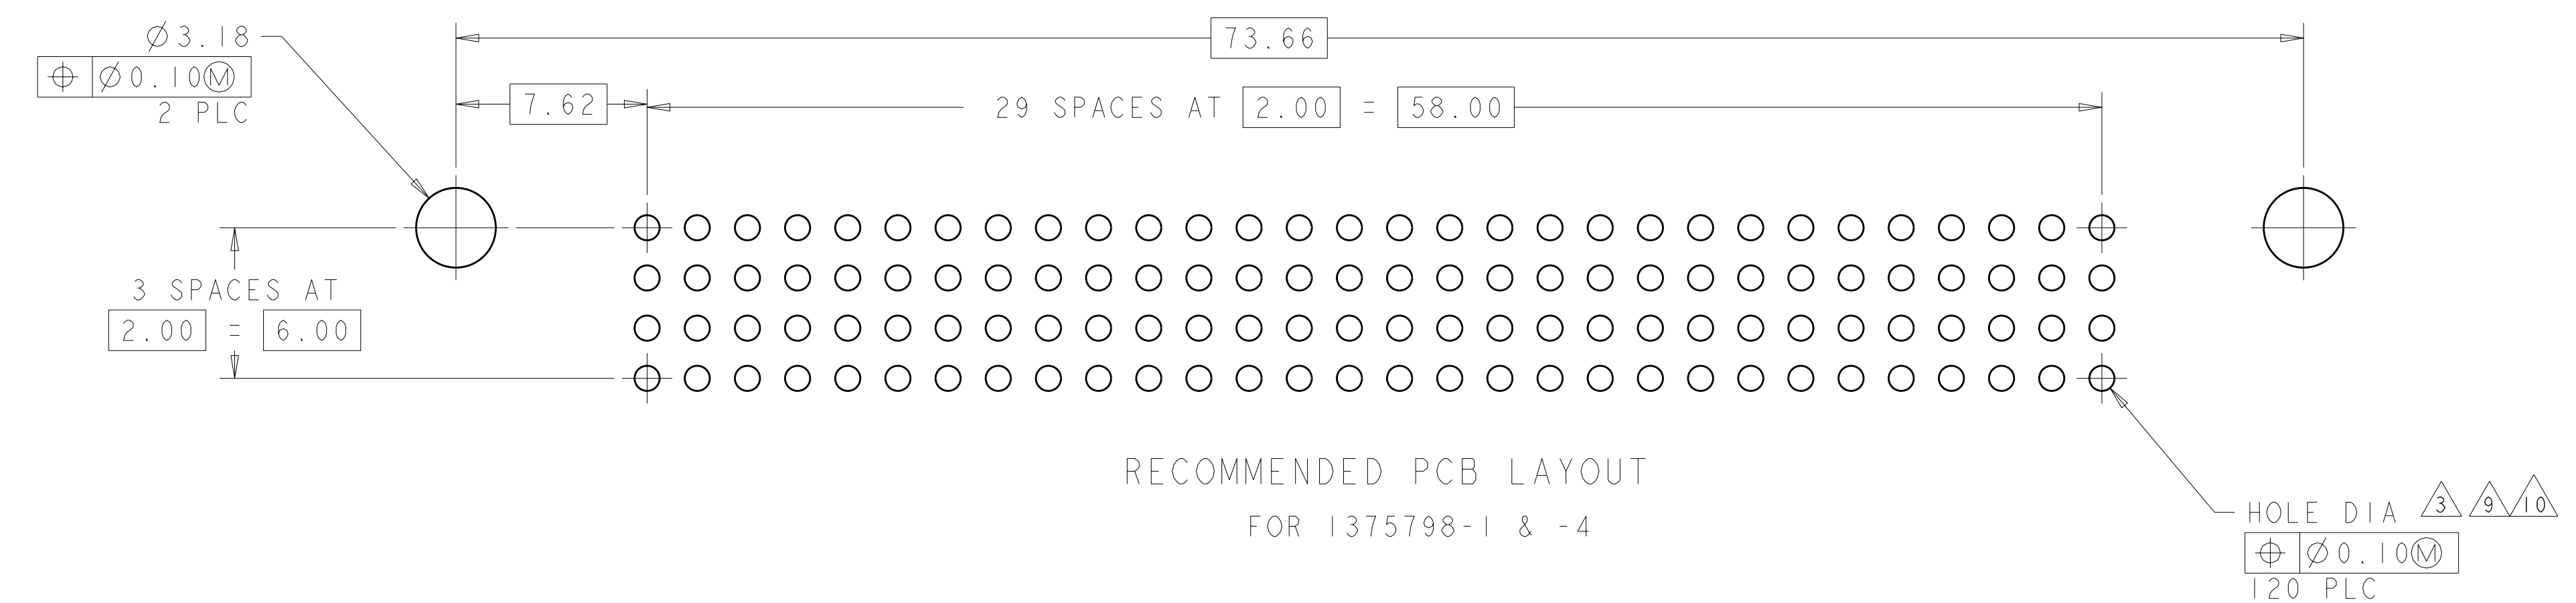 Ø3.18
⌖ Ø0.10Ⓜ
2 PLC
73.66
7.62
29 SPACES AT 2.00 = 58.00
3 SPACES AT
2.00 = 6.00
RECOMMENDED PCB LAYOUT
FOR 1375798-1 & -4
HOLE DIA 3 9 10
⌖ Ø0.10Ⓜ
120 PLC